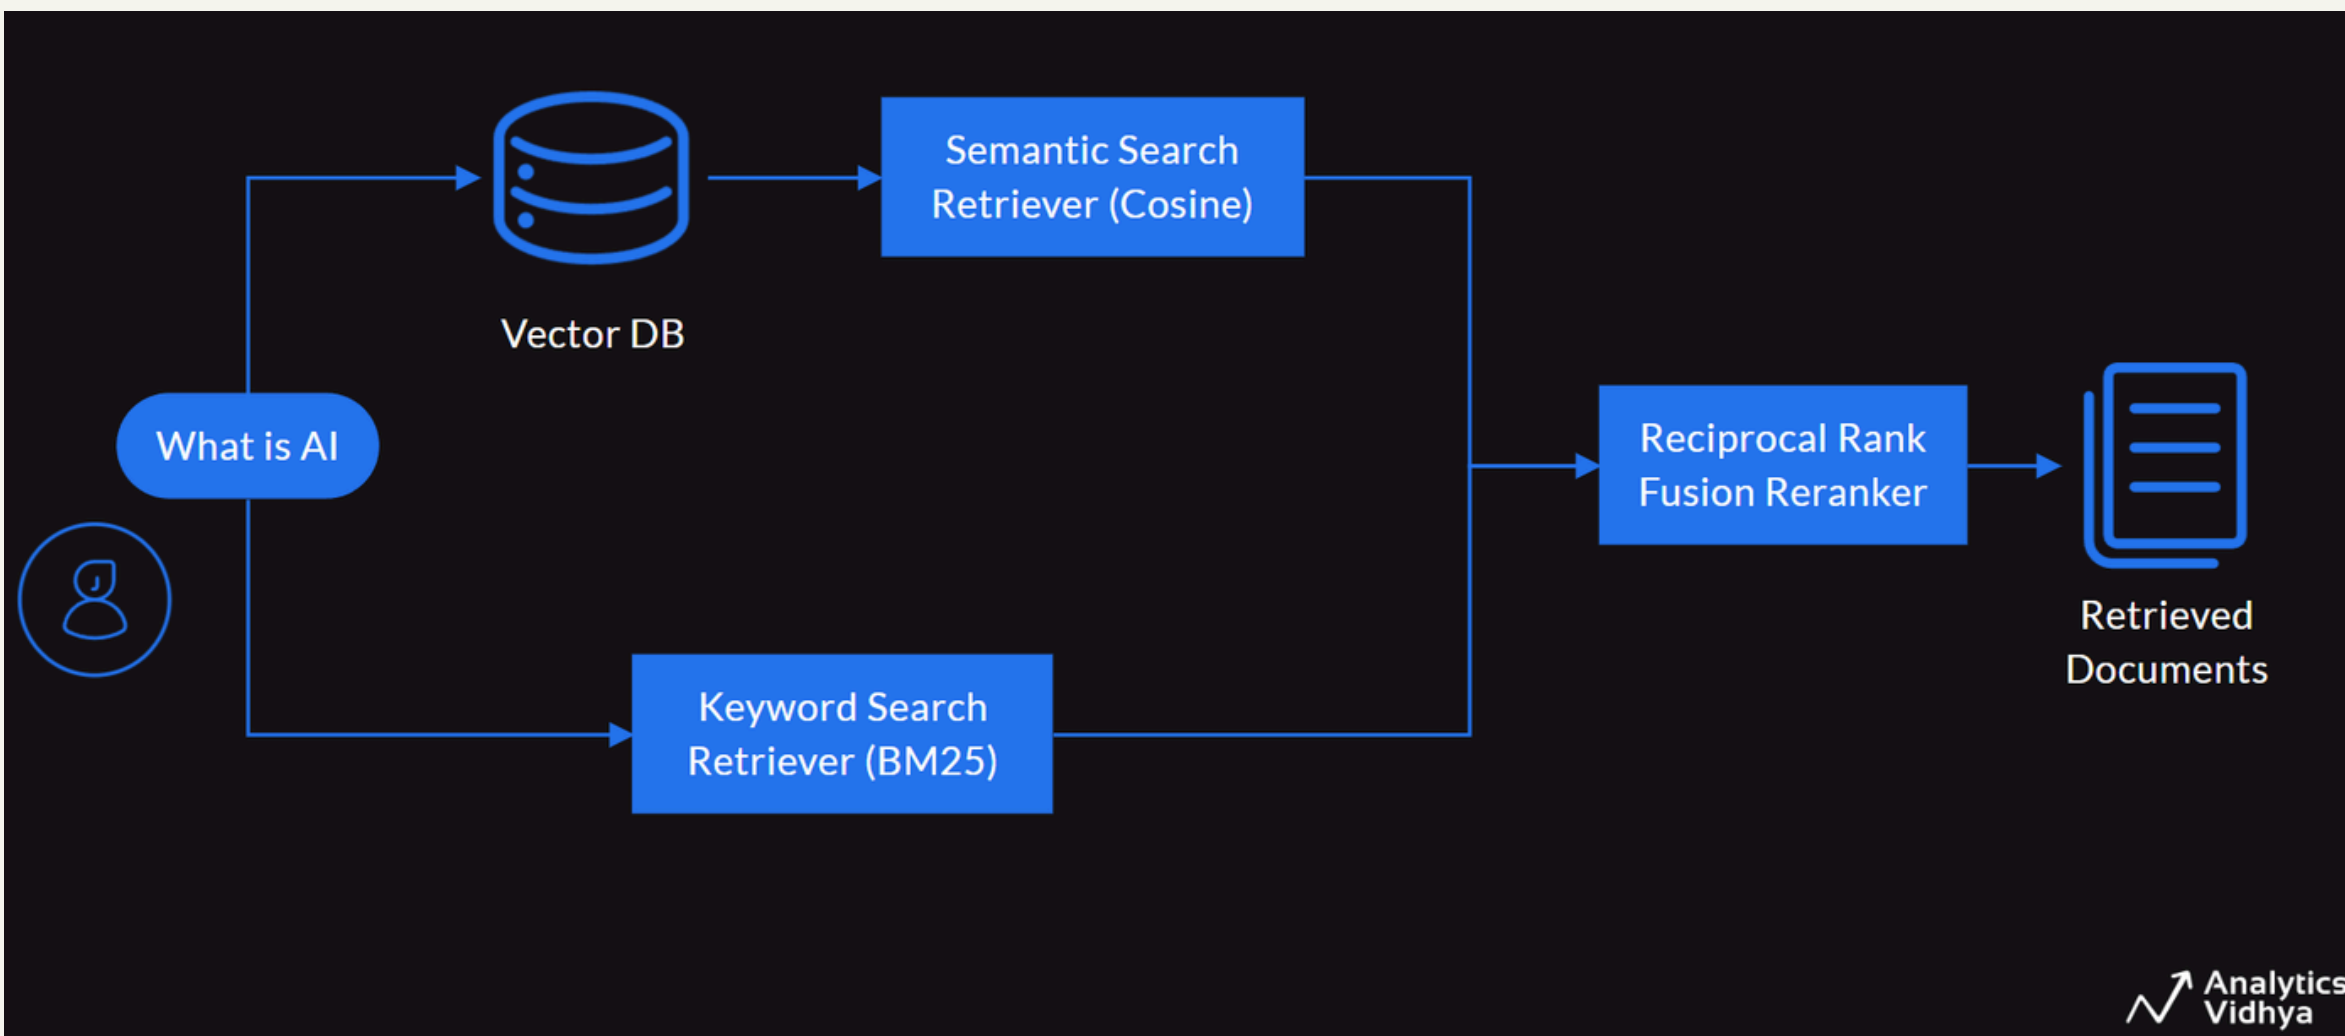 Semantic Search
Retriever (Cosine)
Vector DB
What is AI
Reciprocal Rank
Fusion Reranker
Retrieved
Documents
Keyword Search
Retriever (BM25)
Analytics
Vidhya